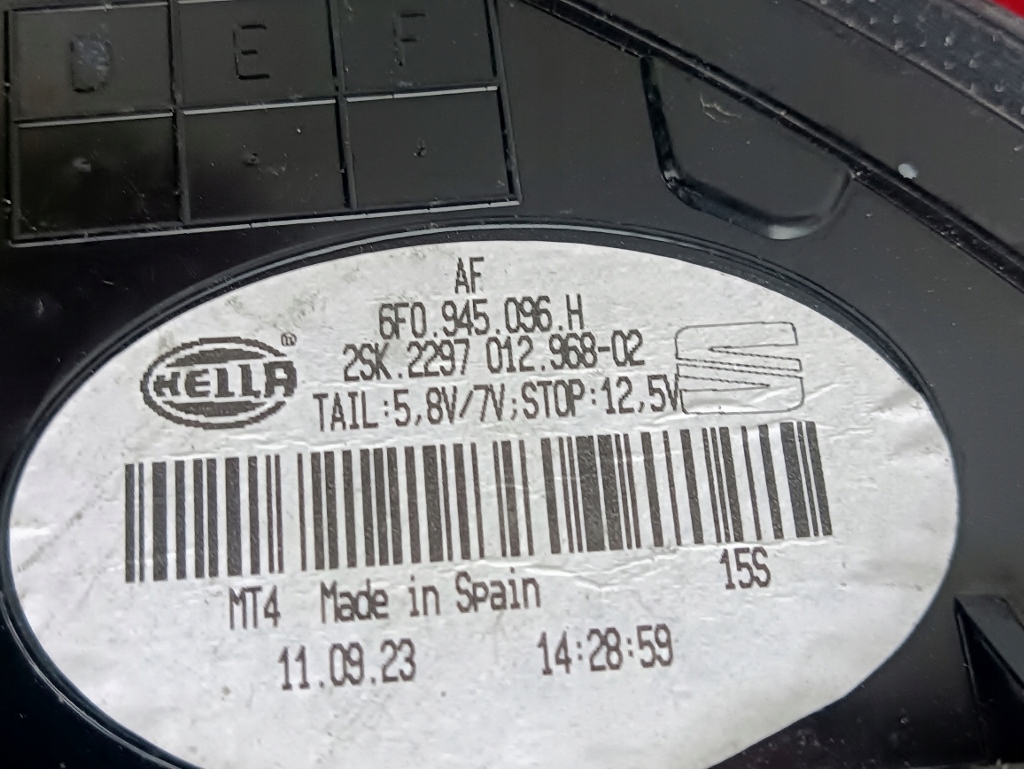 D E F
AF
6F0.945.096.H
HELLA®
2SK.2297 012.968-02
TAIL:5,8V/7V;STOP:12,5V
15S
MT4 Made in Spain
11.09.23 14:28:59